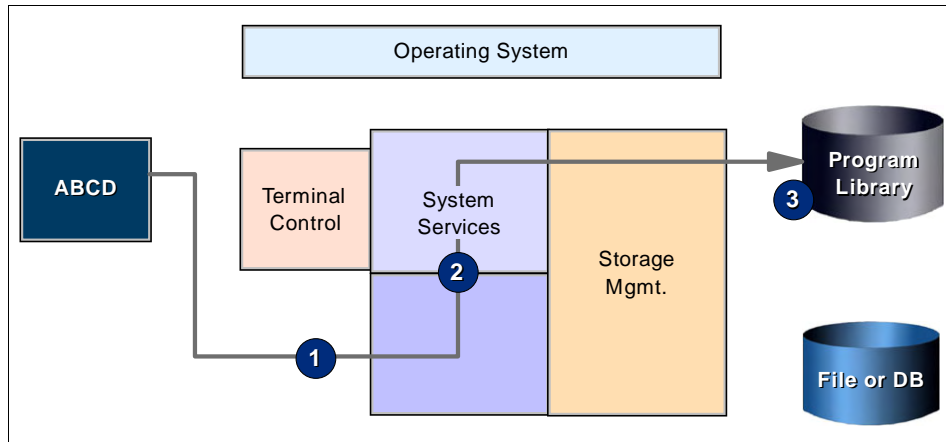 Operating System
ABCD
Terminal
Control
System
Services
Storage
Mgmt.
Program
Library
3
2
1
File or DB